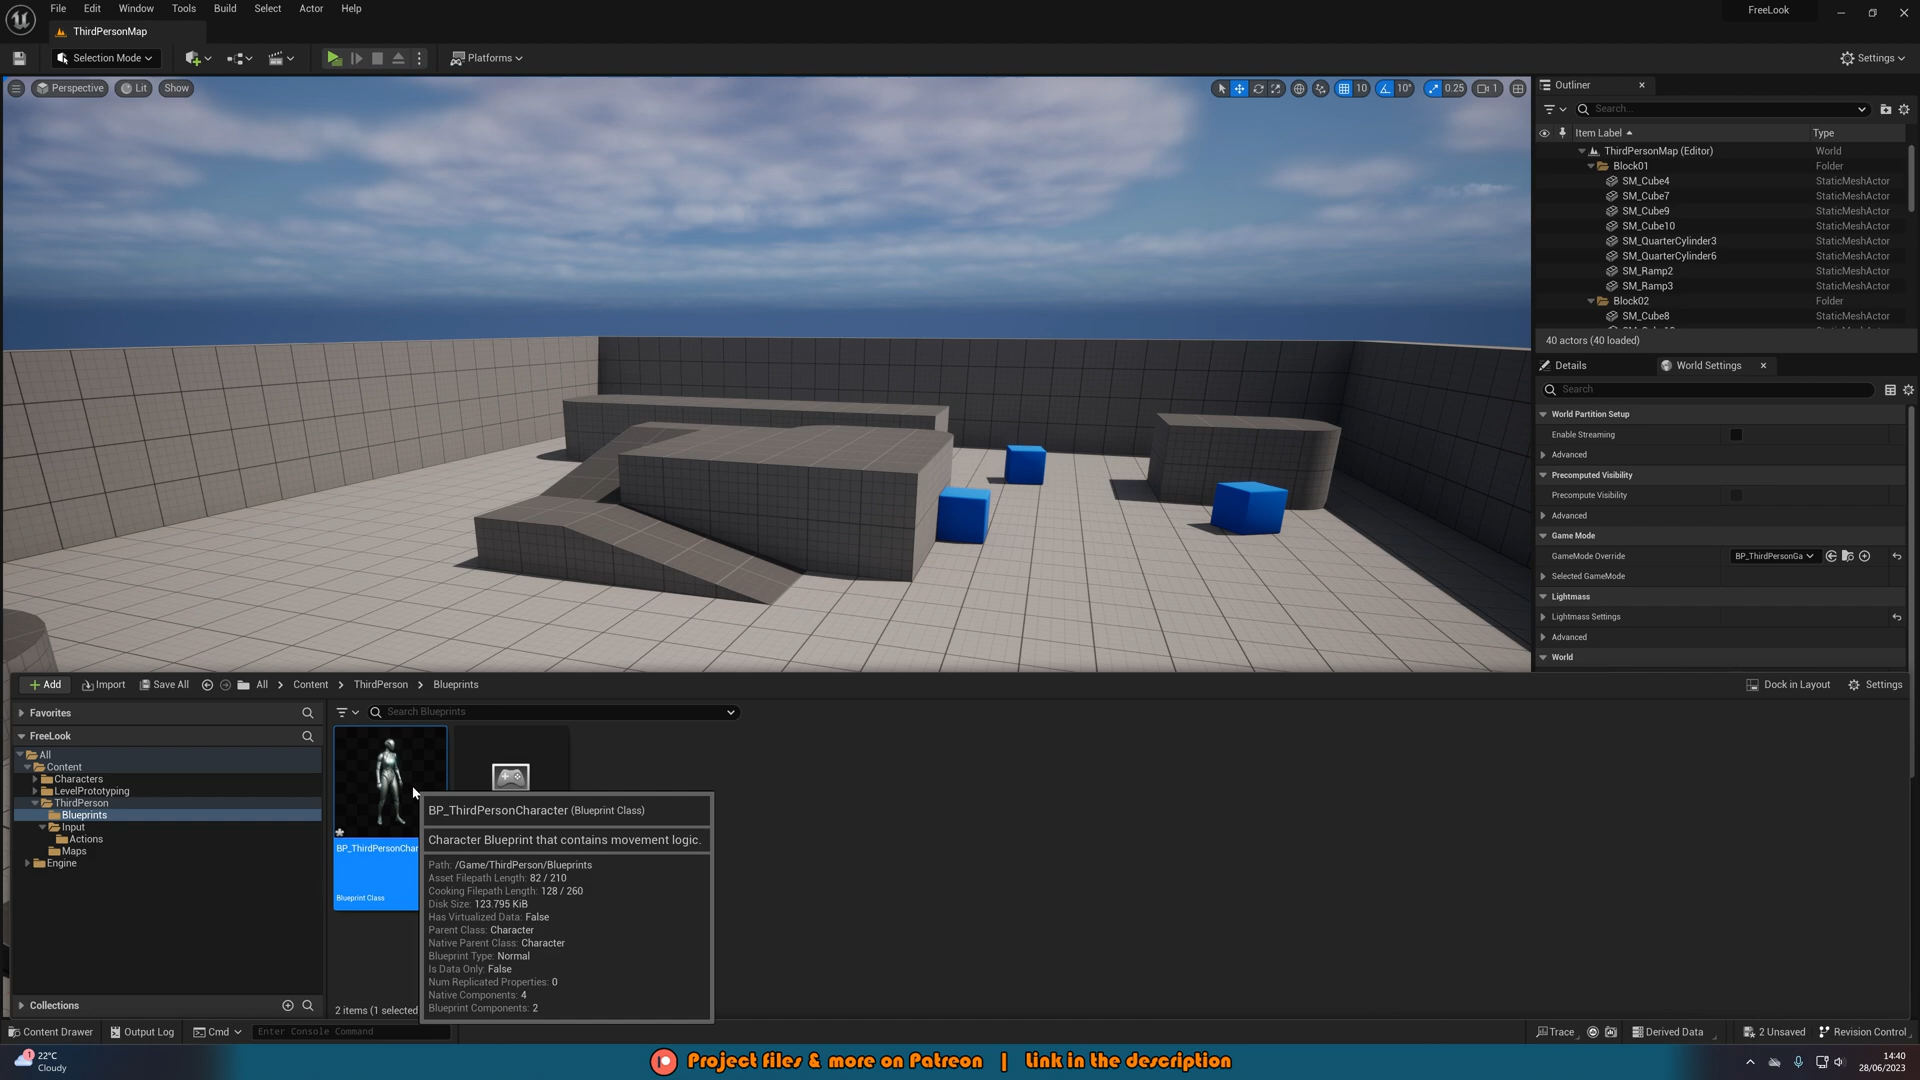 File Edit Window Tools Build Select Actor Help
FreeLook
ThirdPersonMap
Selection Mode
Platforms
Settings
Perspective Lit Show
10 10° 0.25 1
Outliner
Search...
Item Label Type
ThirdPersonMap (Editor) World
Block01 Folder
SM_Cube4 StaticMeshActor
SM_Cube7 StaticMeshActor
SM_Cube9 StaticMeshActor
SM_Cube10 StaticMeshActor
SM_QuarterCylinder3 StaticMeshActor
SM_QuarterCylinder6 StaticMeshActor
SM_Ramp2 StaticMeshActor
SM_Ramp3 StaticMeshActor
Block02 Folder
SM_Cube8 StaticMeshActor
40 actors (40 loaded)
Details World Settings
Search
World Partition Setup
Enable Streaming
Advanced
Precomputed Visibility
Precompute Visibility
Advanced
Game Mode
GameMode Override BP_ThirdPersonGa
Selected GameMode
Lightmass
Lightmass Settings
Advanced
World
Add Import Save All All Content ThirdPerson Blueprints
Dock in Layout Settings
Favorites
FreeLook
All
Content
Characters
LevelPrototyping
ThirdPerson
Blueprints
Input
Actions
Maps
Engine
Collections
Search Blueprints
BP_ThirdPersonChar
Blueprint Class
2 items (1 selected
BP_ThirdPersonCharacter (Blueprint Class)
Character Blueprint that contains movement logic.
Path: /Game/ThirdPerson/Blueprints
Asset Filepath Length: 82 / 210
Cooking Filepath Length: 128 / 260
Disk Size: 123.795 KiB
Has Virtualized Data: False
Parent Class: Character
Native Parent Class: Character
Blueprint Type: Normal
Is Data Only: False
Num Replicated Properties: 0
Native Components: 4
Blueprint Components: 2
Content Drawer Output Log Cmd Enter Console Command
Trace Derived Data 2 Unsaved Revision Control
1
22°C
Cloudy
Project files & more on Patreon | Link in the description
14:40
28/06/2023